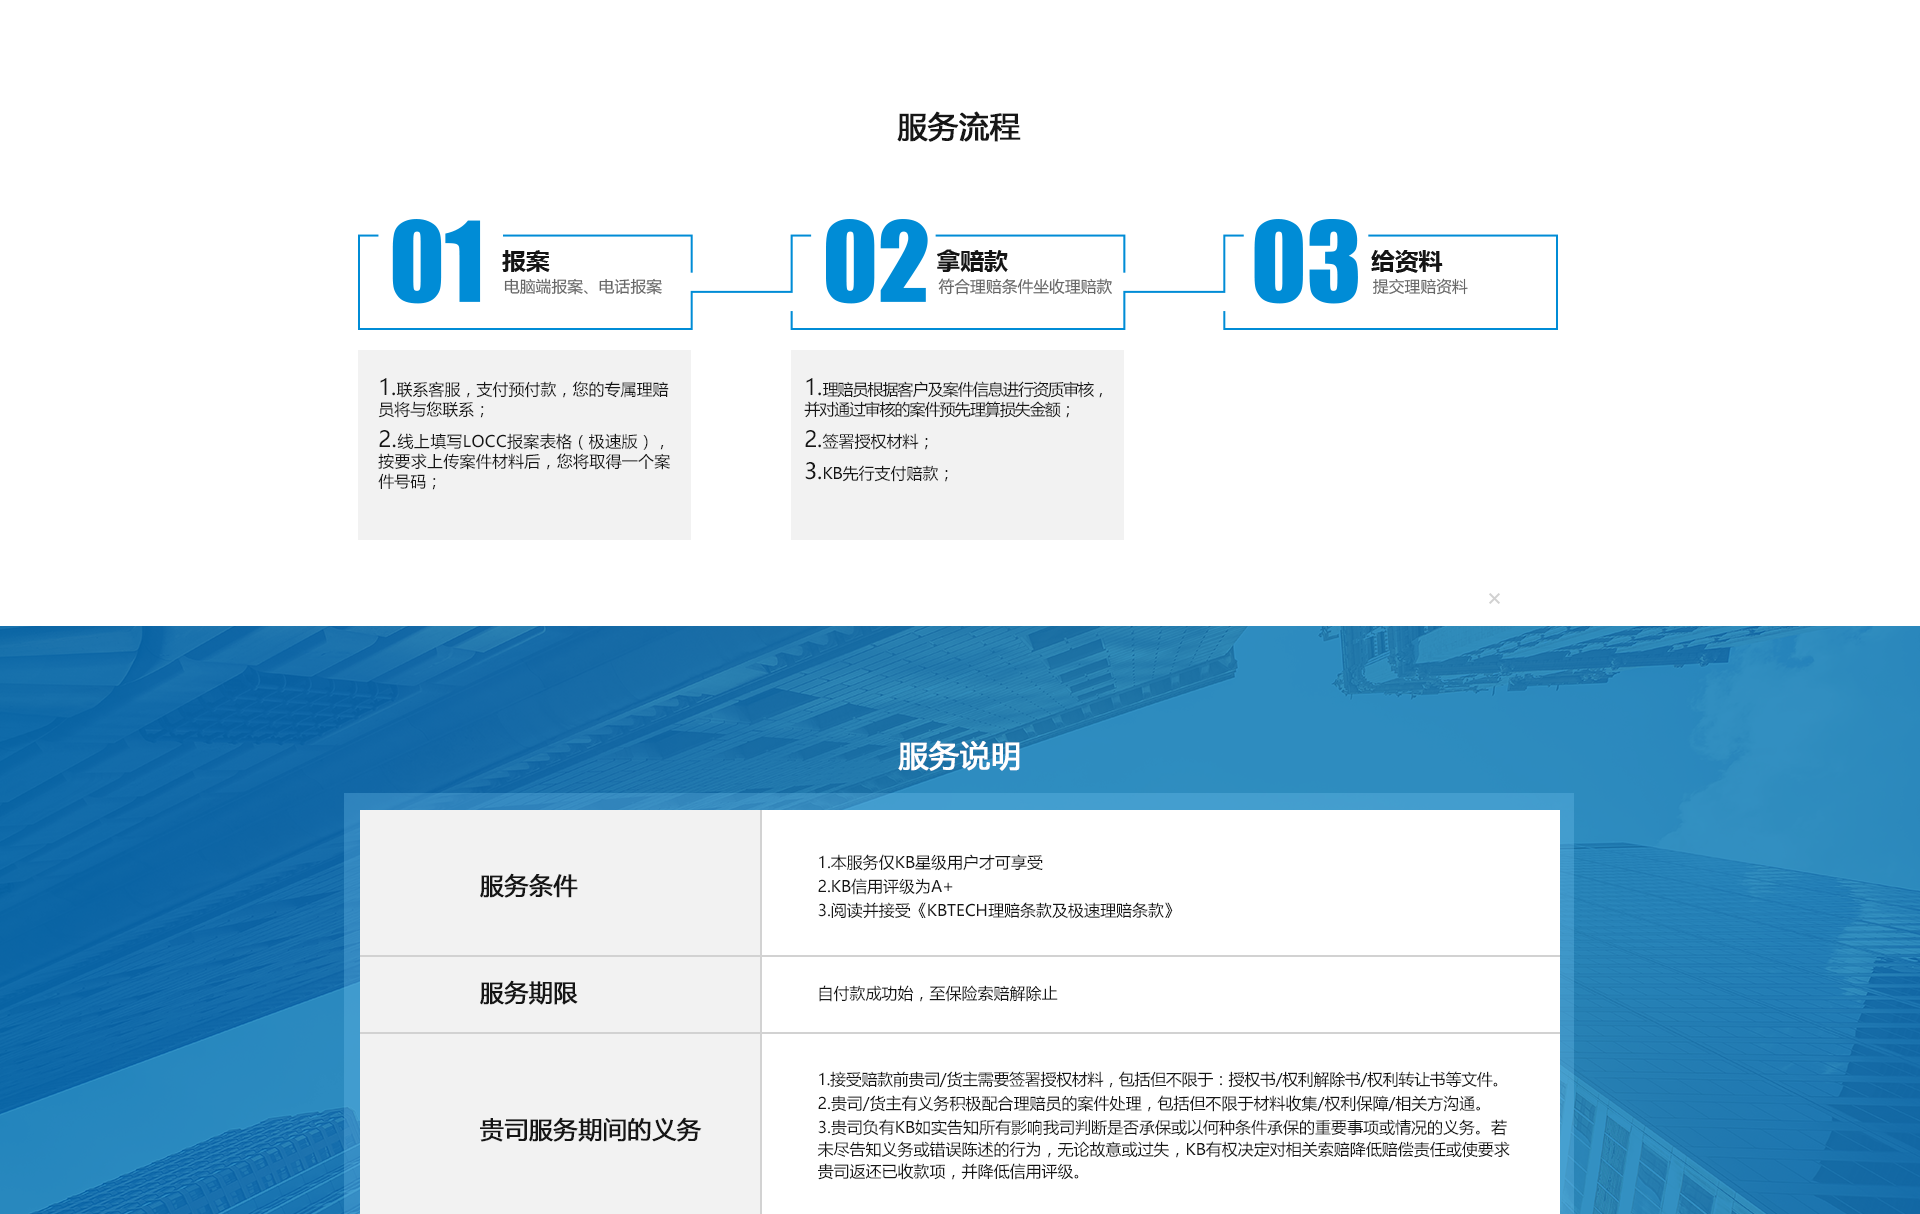 服务流程
01
报案
电脑端报案、电话报案
02
拿赔款
符合理赔条件坐收理赔款
03
给资料
提交理赔资料
1.联系客服，支付预付款，您的专属理赔
员将与您联系；
2.线上填写LOCC报案表格（极速版），
按要求上传案件材料后，您将取得一个案
件号码；
1.理赔员根据客户及案件信息进行资质审核，
并对通过审核的案件预先理算损失金额；
2.签署授权材料；
3.KB先行支付赔款；
×
服务说明
服务条件
1.本服务仅KB星级用户才可享受
2.KB信用评级为A+
3.阅读并接受《KBTECH理赔条款及极速理赔条款》
服务期限
自付款成功始，至保险索赔解除止
贵司服务期间的义务
1.接受赔款前贵司/货主需要签署授权材料，包括但不限于：授权书/权利解除书/权利转让书等文件。
2.贵司/货主有义务积极配合理赔员的案件处理，包括但不限于材料收集/权利保障/相关方沟通。
3.贵司负有KB如实告知所有影响我司判断是否承保或以何种条件承保的重要事项或情况的义务。若
未尽告知义务或错误陈述的行为，无论故意或过失，KB有权决定对相关索赔降低赔偿责任或使要求
贵司返还已收款项，并降低信用评级。